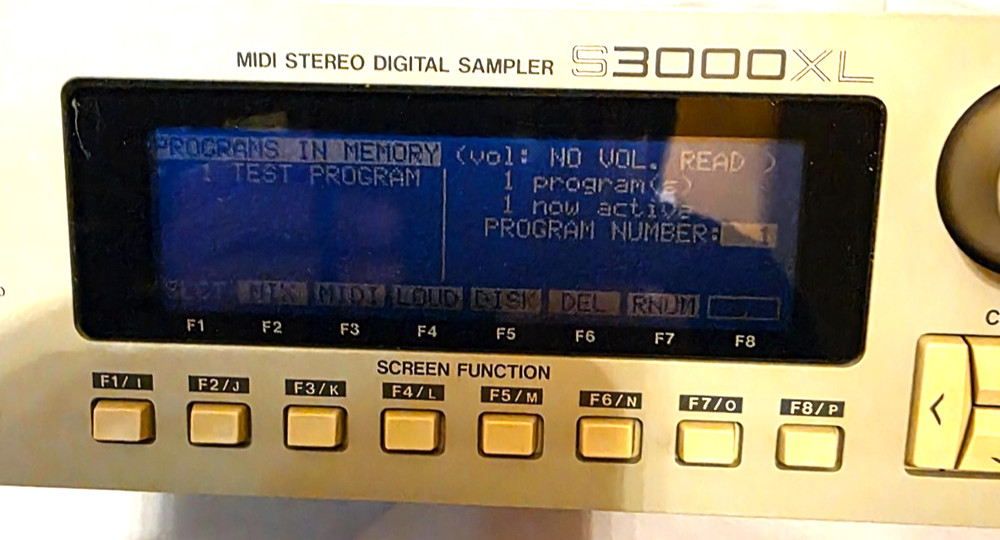 MIDI STEREO DIGITAL SAMPLER S3000XL
PROGRAMS IN MEMORY (vol: NO VOL. READ )
1 TEST PROGRAM
1 program(s)
1 now active
PROGRAM NUMBER: 1
SLCT MIX MIDI LOUD DISK DEL RNUM
F1 F2 F3 F4 F5 F6 F7 F8
SCREEN FUNCTION
F1/I F2/J F3/K F4/L F5/M F6/N F7/O F8/P
C